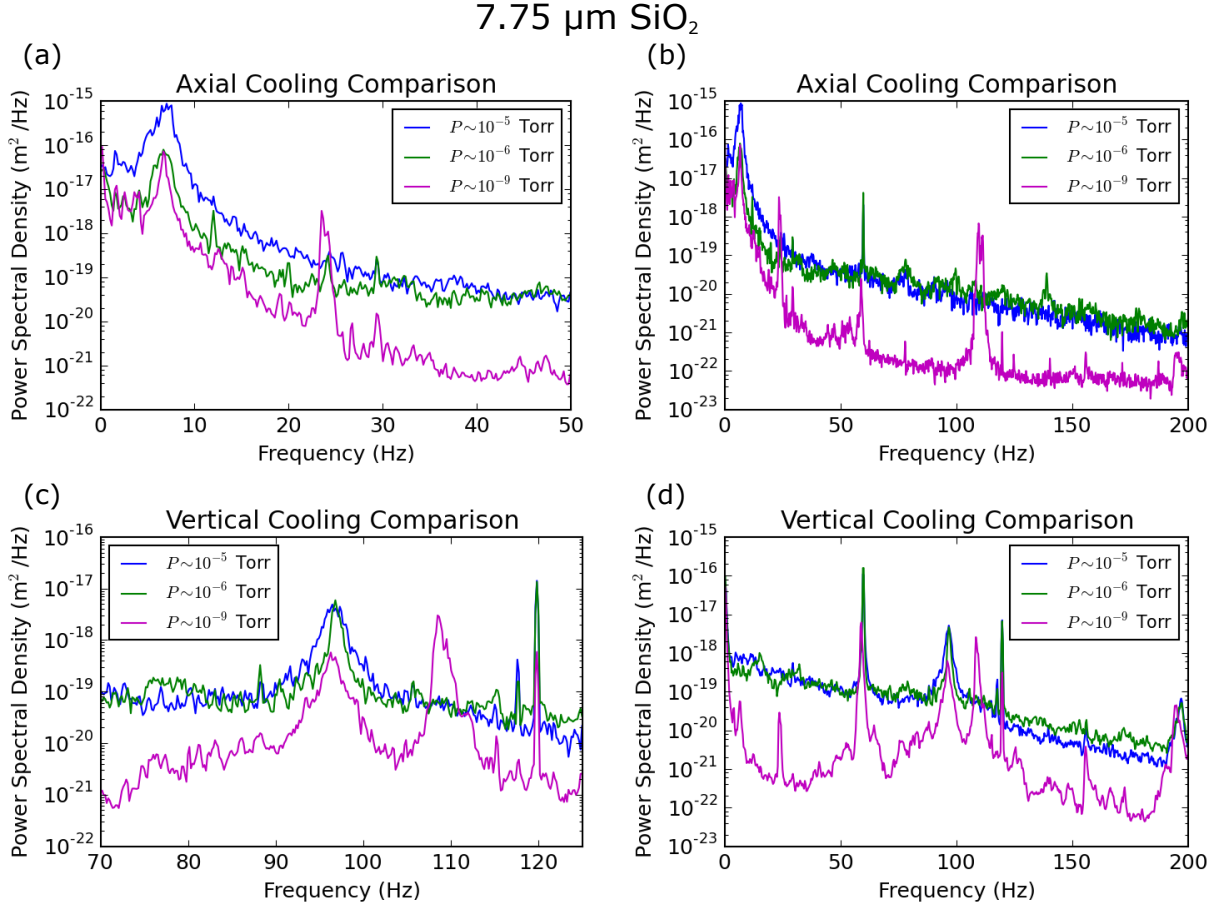 7.75 µm SiO₂
(a)
Axial Cooling Comparison
Power Spectral Density (m² /Hz)
10⁻¹⁵
10⁻¹⁶
10⁻¹⁷
10⁻¹⁸
10⁻¹⁹
10⁻²⁰
10⁻²¹
10⁻²²
P∼10⁻⁵ Torr
P∼10⁻⁶ Torr
P∼10⁻⁹ Torr
0 10 20 30 40 50
Frequency (Hz)
(b)
Axial Cooling Comparison
Power Spectral Density (m² /Hz)
10⁻¹⁵
10⁻¹⁶
10⁻¹⁷
10⁻¹⁸
10⁻¹⁹
10⁻²⁰
10⁻²¹
10⁻²²
10⁻²³
P∼10⁻⁵ Torr
P∼10⁻⁶ Torr
P∼10⁻⁹ Torr
0 50 100 150 200
Frequency (Hz)
(c)
Vertical Cooling Comparison
Power Spectral Density (m² /Hz)
10⁻¹⁶
10⁻¹⁷
10⁻¹⁸
10⁻¹⁹
10⁻²⁰
10⁻²¹
10⁻²²
P∼10⁻⁵ Torr
P∼10⁻⁶ Torr
P∼10⁻⁹ Torr
70 80 90 100 110 120
Frequency (Hz)
(d)
Vertical Cooling Comparison
Power Spectral Density (m² /Hz)
10⁻¹⁵
10⁻¹⁶
10⁻¹⁷
10⁻¹⁸
10⁻¹⁹
10⁻²⁰
10⁻²¹
10⁻²²
10⁻²³
P∼10⁻⁵ Torr
P∼10⁻⁶ Torr
P∼10⁻⁹ Torr
0 50 100 150 200
Frequency (Hz)